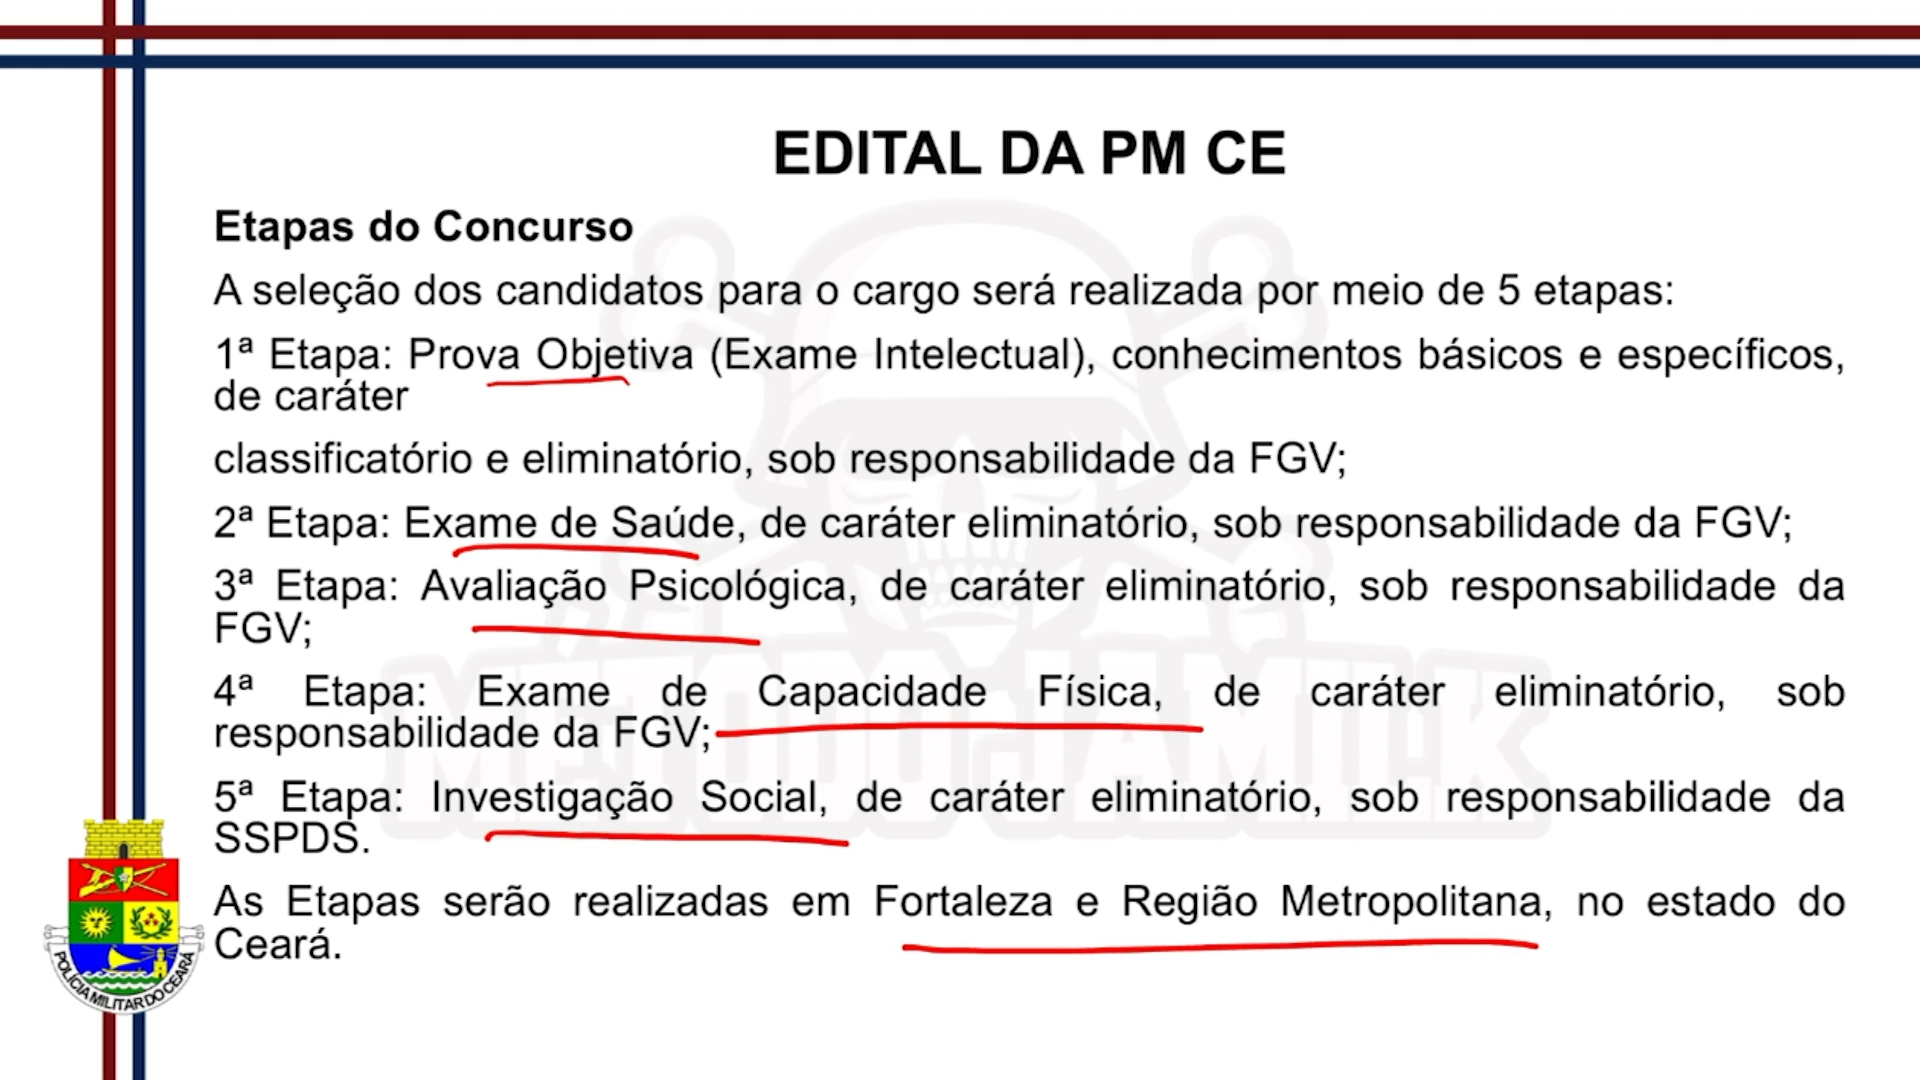 EDITAL DA PM CE
Etapas do Concurso
A seleção dos candidatos para o cargo será realizada por meio de 5 etapas:
1ª Etapa: Prova Objetiva (Exame Intelectual), conhecimentos básicos e específicos,
de caráter
classificatório e eliminatório, sob responsabilidade da FGV;
2ª Etapa: Exame de Saúde, de caráter eliminatório, sob responsabilidade da FGV;
3ª Etapa: Avaliação Psicológica, de caráter eliminatório, sob responsabilidade da
FGV;
4ª Etapa: Exame de Capacidade Física, de caráter eliminatório, sob
responsabilidade da FGV;
5ª Etapa: Investigação Social, de caráter eliminatório, sob responsabilidade da
SSPDS.
As Etapas serão realizadas em Fortaleza e Região Metropolitana, no estado do
Ceará.
POLÍCIA MILITAR DO CEARÁ
METODO JAMILK